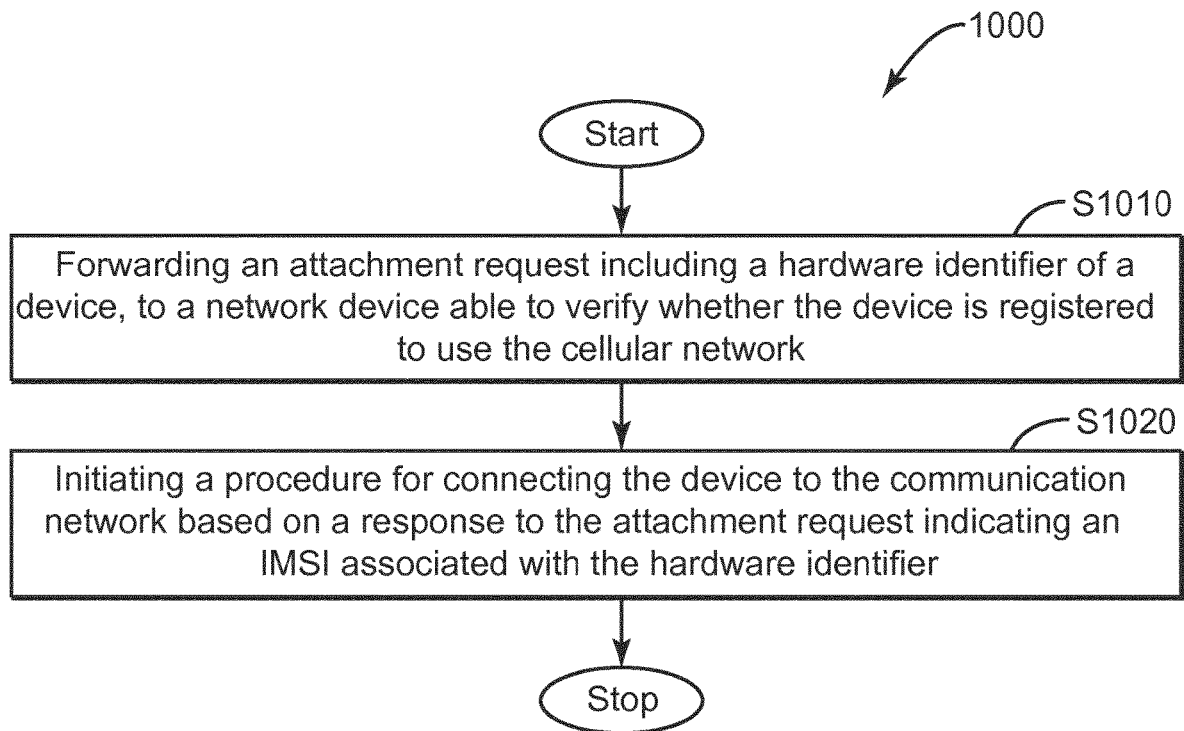 1000
Start
S1010
Forwarding an attachment request including a hardware identifier of a
device, to a network device able to verify whether the device is registered
to use the cellular network
S1020
Initiating a procedure for connecting the device to the communication
network based on a response to the attachment request indicating an
IMSI associated with the hardware identifier
Stop